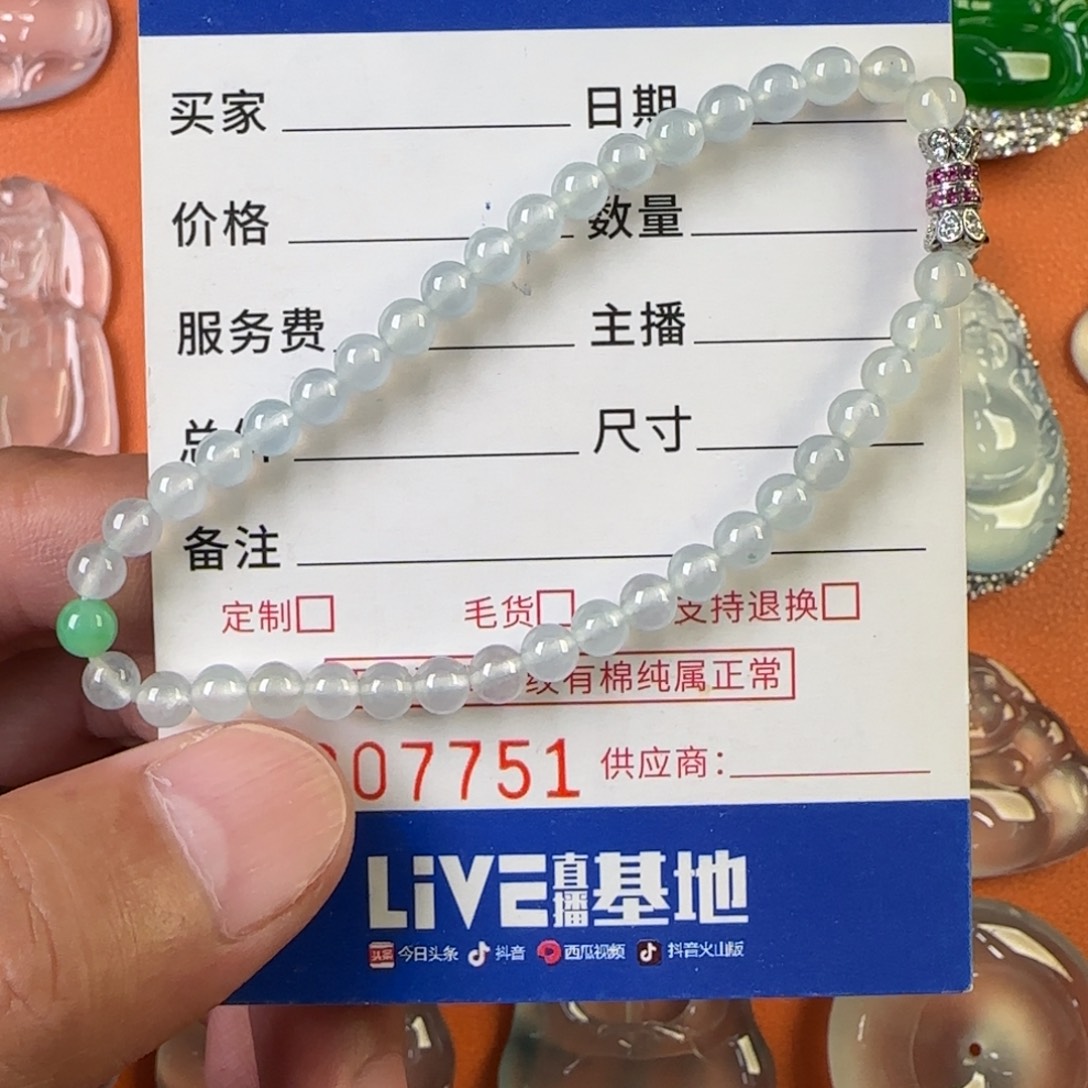 买家 日期
价格 数量
服务费 主播
总 尺寸
备注
定制 毛货 支持退换
纹有棉纯属正常
07751 供应商：
LiVE直播基地
头条 今日头条 抖音 西瓜视频 抖音火山版